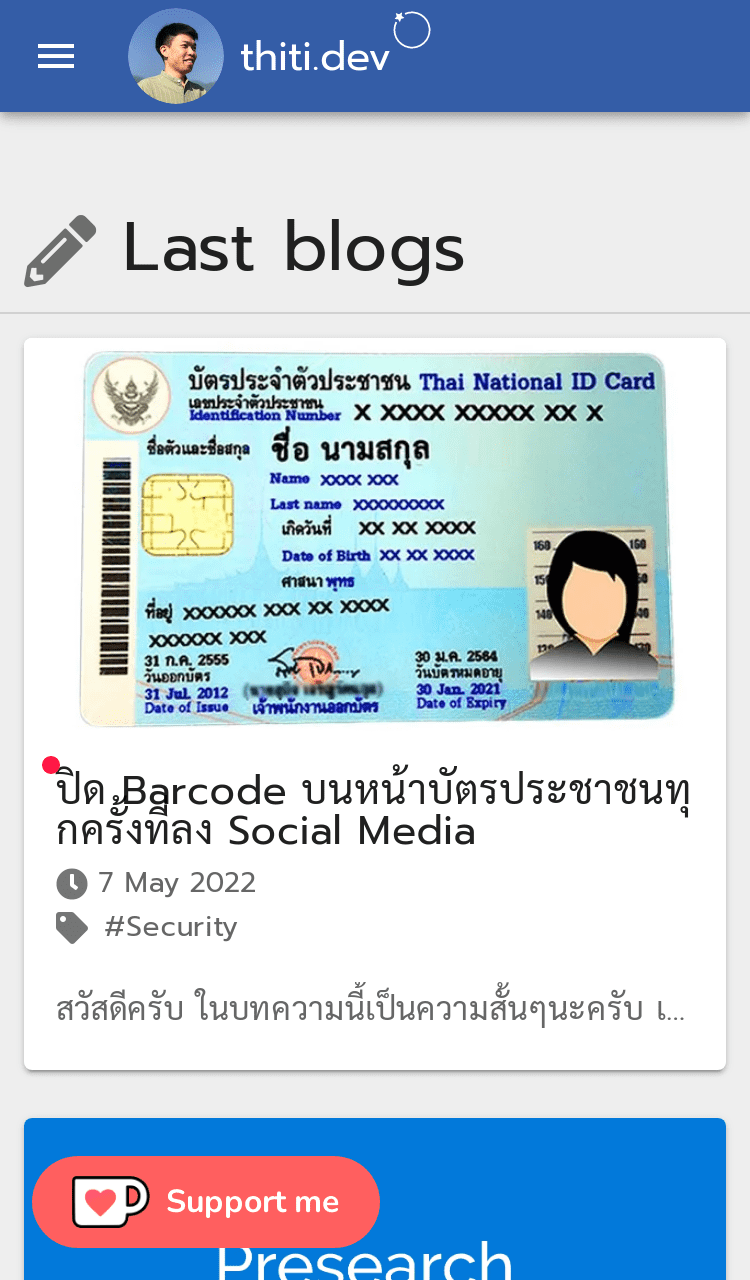 thiti.dev
Last blogs
บัตรประจำตัวประชาชน Thai National ID Card
เลขประจำตัวประชาชน
Identification Number X XXXX XXXXX XX X
ชื่อตัวและชื่อสกุล ชื่อ นามสกุล
Name XXXX XXX
Last name XXXXXXXXX
เกิดวันที่ XX XX XXXX
Date of Birth XX XX XXXX
ศาสนา พุทธ
ที่อยู่ XXXXXX XXX XX XXXX
XXXXXX XXX
160 160
31 ก.ค. 2555
วันออกบัตร
31 Jul. 2012
Date of Issue
เจ้าพนักงานออกบัตร
30 ม.ค. 2564
วันบัตรหมดอายุ
30 Jan. 2021
Date of Expiry
ปิด Barcode บนหน้าบัตรประชาชนทุ
กครั้งที่ลง Social Media
7 May 2022
#Security
สวัสดีครับ ในบทความนี้เป็นความสั้นๆนะครับ เ...
Support me
Presearch